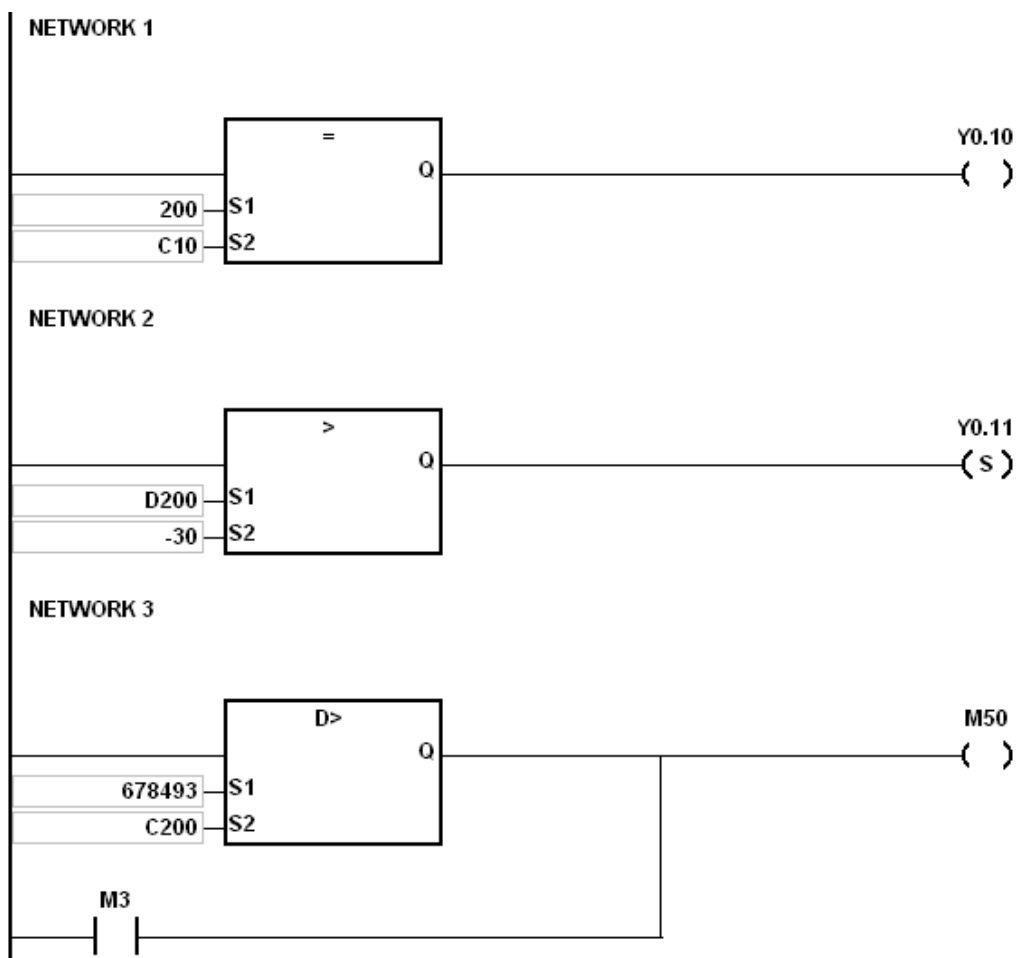 NETWORK 1
=
Y0.10
Q
( )
200 S1
C10 S2
NETWORK 2
>
Y0.11
Q
(S)
D200 S1
-30 S2
NETWORK 3
D>
M50
Q
( )
678493 S1
C200 S2
M3